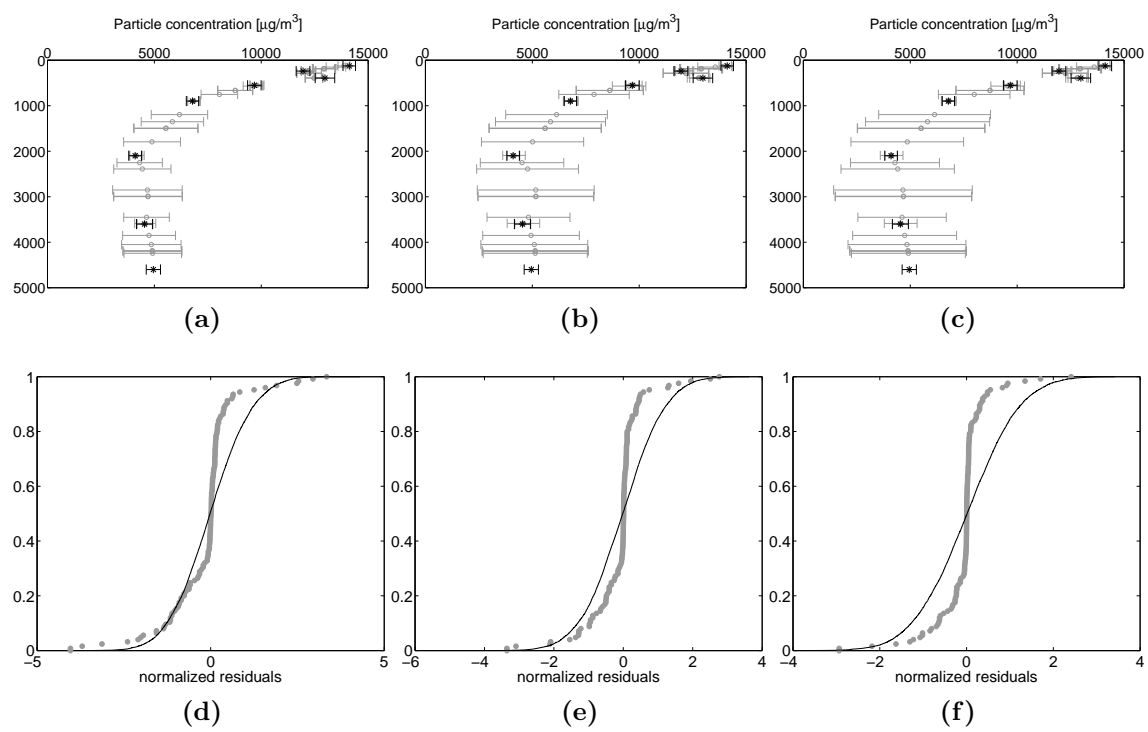 Particle concentration [μg/m³]
Particle concentration [μg/m³]
Particle concentration [μg/m³]
0 5000 10000 15000
0 5000 10000 15000
0 5000 10000 15000
0
1000
2000
3000
4000
5000
0
1000
2000
3000
4000
5000
0
1000
2000
3000
4000
5000
(a)
(b)
(c)
1
0.8
0.6
0.4
0.2
0
−5 0 5
normalized residuals
1
0.8
0.6
0.4
0.2
0
−6 −4 −2 0 2 4
normalized residuals
1
0.8
0.6
0.4
0.2
0
−4 −2 0 2 4
normalized residuals
(d)
(e)
(f)